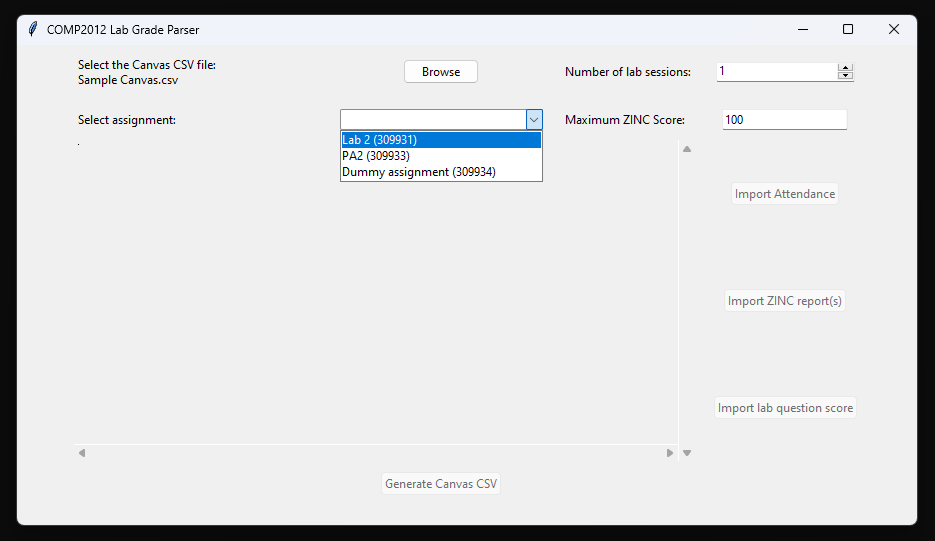 COMP2012 Lab Grade Parser
Select the Canvas CSV file:
Sample Canvas.csv
Browse
Number of lab sessions:
1
Select assignment:
Maximum ZINC Score:
100
Lab 2 (309931)
PA2 (309933)
Dummy assignment (309934)
Import Attendance
Import ZINC report(s)
Import lab question score
Generate Canvas CSV